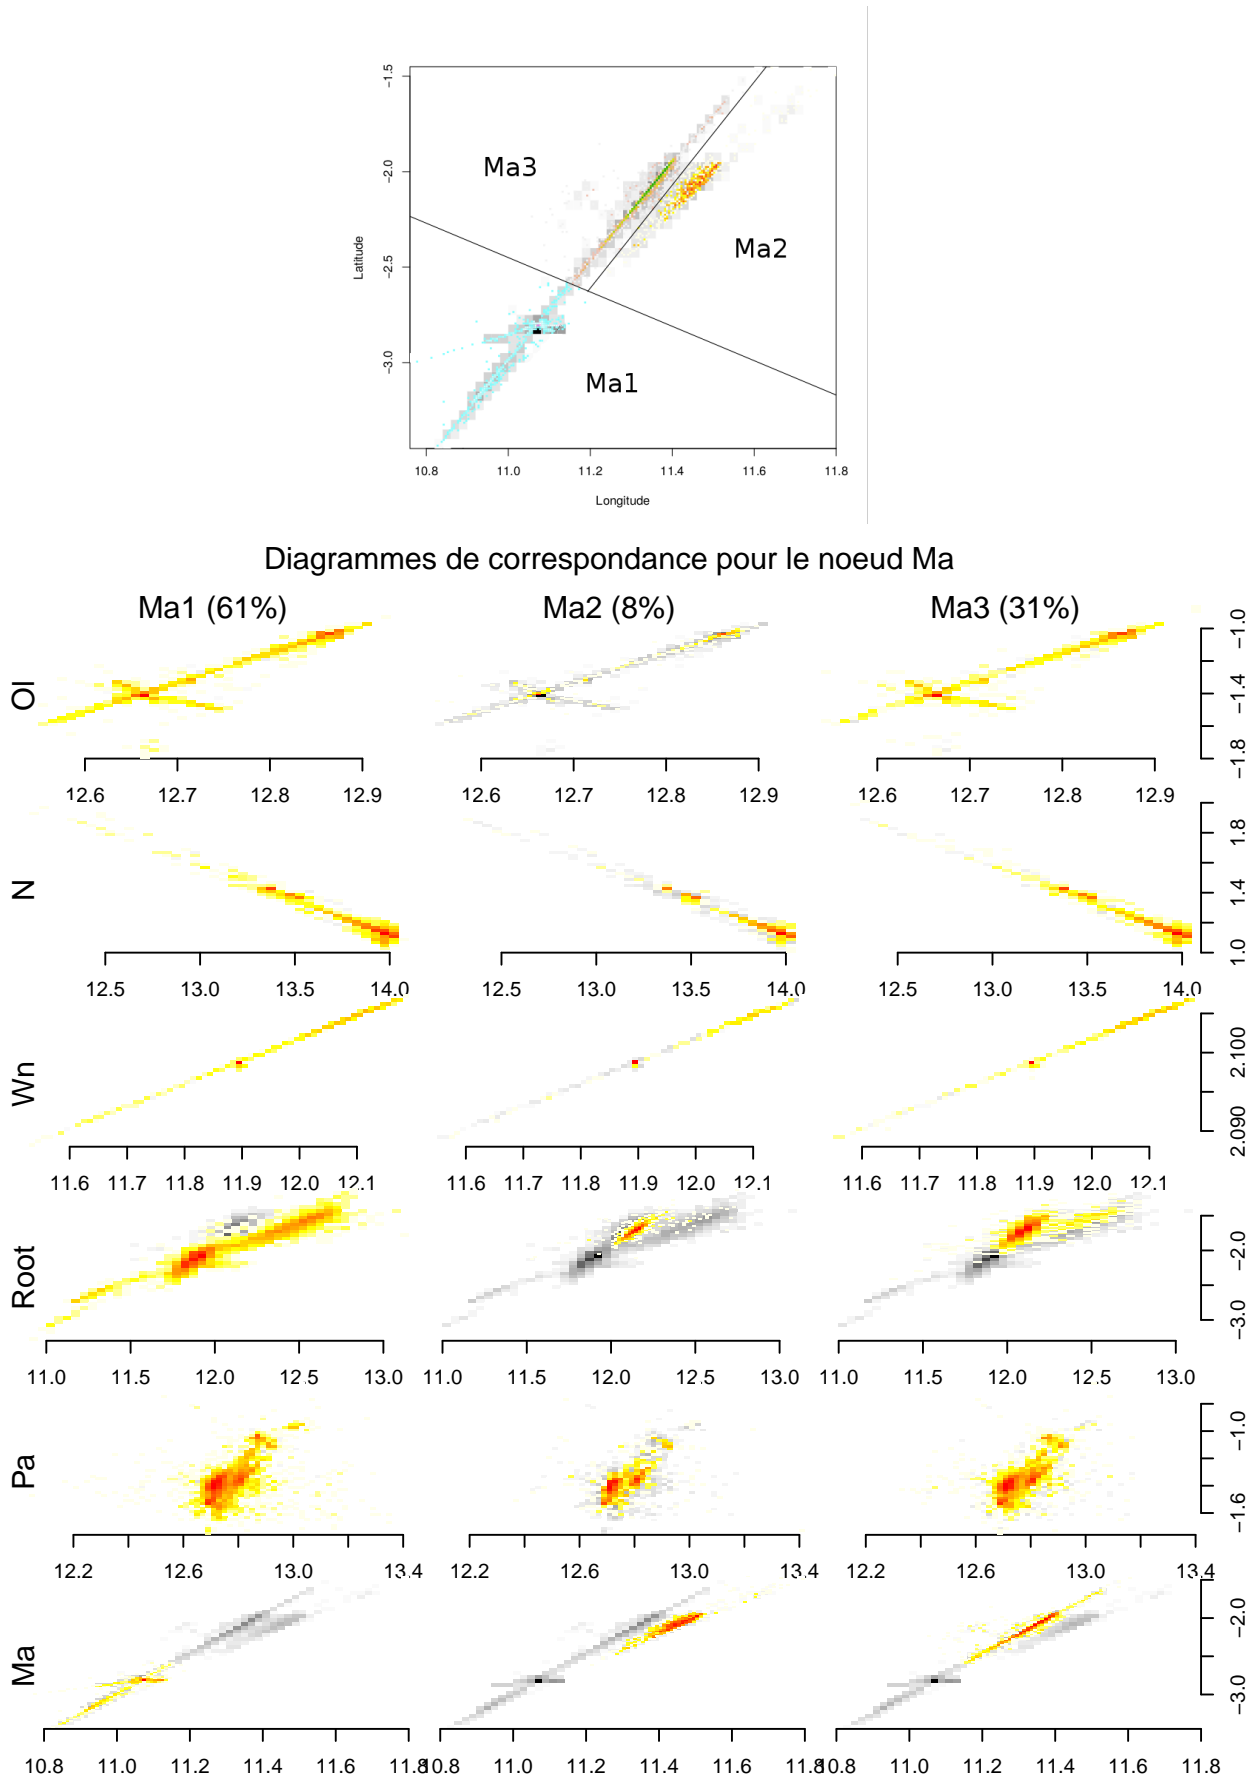 -1.5
-2.0
-2.5
-3.0
Latitude
Ma3
Ma2
Ma1
10.8 11.0 11.2 11.4 11.6 11.8
Longitude
Diagrammes de correspondance pour le noeud Ma
Ma1 (61%) Ma2 (8%) Ma3 (31%)
Ol
-1.0
-1.4
-1.8
12.6 12.7 12.8 12.9 12.6 12.7 12.8 12.9 12.6 12.7 12.8 12.9
N
1.8
1.4
1.0
12.5 13.0 13.5 14.0 12.5 13.0 13.5 14.0 12.5 13.0 13.5 14.0
Wn
2.100
2.090
11.6 11.7 11.8 11.9 12.0 12.1 11.6 11.7 11.8 11.9 12.0 12.1 11.6 11.7 11.8 11.9 12.0 12.1
Root
-2.0
-3.0
11.0 11.5 12.0 12.5 13.0 11.0 11.5 12.0 12.5 13.0 11.0 11.5 12.0 12.5 13.0
Pa
-1.0
-1.6
12.2 12.6 13.0 13.4 12.2 12.6 13.0 13.4 12.2 12.6 13.0 13.4
Ma
-2.0
-3.0
10.8 11.0 11.2 11.4 11.6 11.8 10.8 11.0 11.2 11.4 11.6 11.8 10.8 11.0 11.2 11.4 11.6 11.8